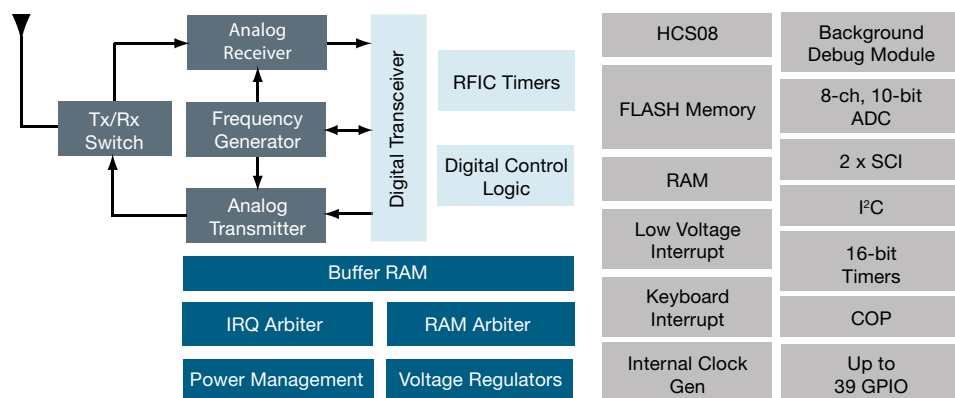 Analog
Receiver
Tx/Rx
Switch
Frequency
Generator
Analog
Transmitter
Digital Transceiver
RFIC Timers
Digital Control
Logic
Buffer RAM
IRQ Arbiter
RAM Arbiter
Power Management
Voltage Regulators
HCS08
FLASH Memory
RAM
Low Voltage
Interrupt
Keyboard
Interrupt
Internal Clock
Gen
Background
Debug Module
8-ch, 10-bit
ADC
2 x SCI
I²C
16-bit
Timers
COP
Up to
39 GPIO